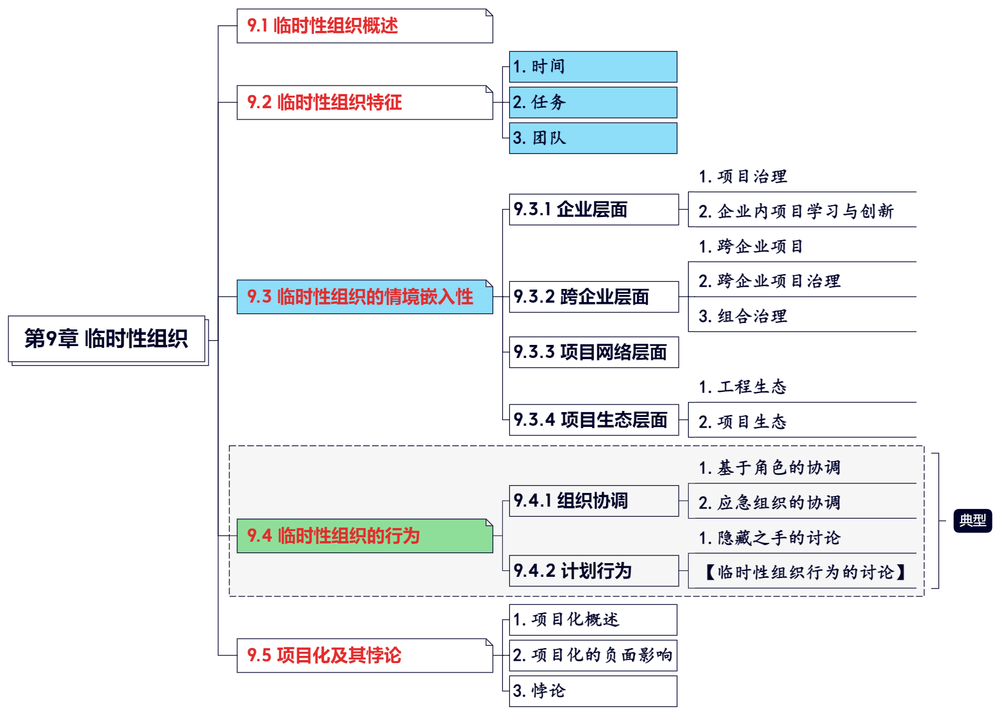 第9章 临时性组织
9.1 临时性组织概述
9.2 临时性组织特征
1. 时间
2. 任务
3. 团队
9.3 临时性组织的情境嵌入性
9.3.1 企业层面
1. 项目治理
2. 企业内项目学习与创新
9.3.2 跨企业层面
1. 跨企业项目
2. 跨企业项目治理
3. 组合治理
9.3.3 项目网络层面
9.3.4 项目生态层面
1. 工程生态
2. 项目生态
9.4 临时性组织的行为
9.4.1 组织协调
1. 基于角色的协调
2. 应急组织的协调
9.4.2 计划行为
1. 隐藏之手的讨论
【临时性组织行为的讨论】
典型
9.5 项目化及其悖论
1. 项目化概述
2. 项目化的负面影响
3. 悖论